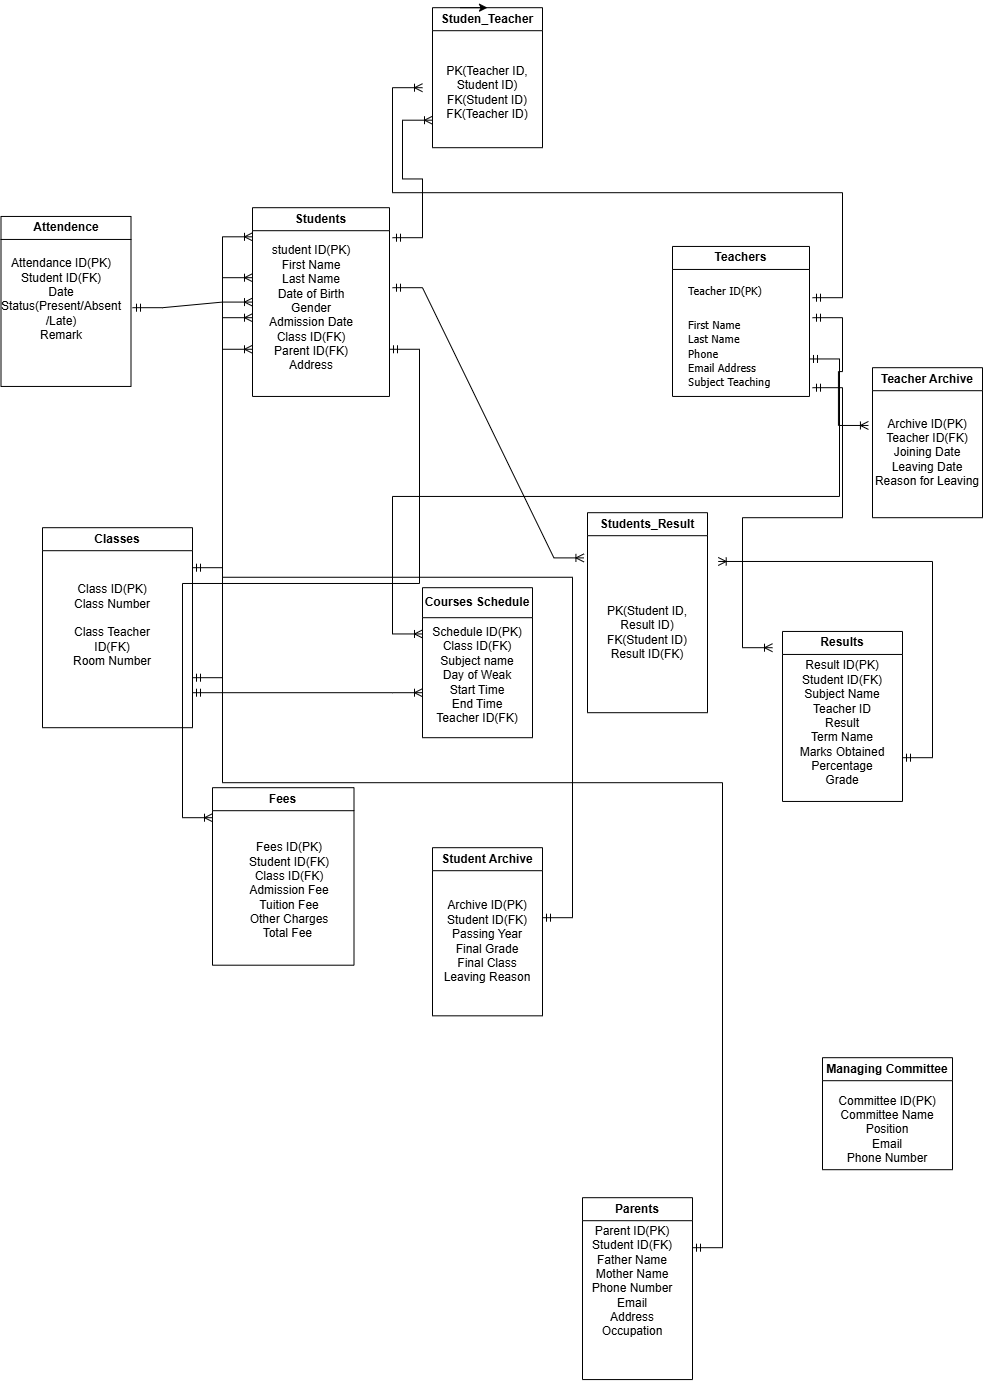 Studen_Teacher
PK(Teacher ID,
Student ID)
FK(Student ID)
FK(Teacher ID)
Attendence
Attendance ID(PK)
Student ID(FK)
Date
Status(Present/Absent
/Late)
Remark
Students
student ID(PK)
First Name
Last Name
Date of Birth
Gender
Admission Date
Class ID(FK)
Parent ID(FK)
Address
Teachers
Teacher ID(PK)
First Name
Last Name
Phone
Email Address
Subject Teaching
Teacher Archive
Archive ID(PK)
Teacher ID(FK)
Joining Date
Leaving Date
Reason for Leaving
Classes
Class ID(PK)
Class Number
Class Teacher
ID(FK)
Room Number
Courses Schedule
Schedule ID(PK)
Class ID(FK)
Subject name
Day of Weak
Start Time
End Time
Teacher ID(FK)
Students_Result
PK(Student ID,
Result ID)
FK(Student ID)
Result ID(FK)
Results
Result ID(PK)
Student ID(FK)
Subject Name
Teacher ID
Result
Term Name
Marks Obtained
Percentage
Grade
Fees
Fees ID(PK)
Student ID(FK)
Class ID(FK)
Admission Fee
Tuition Fee
Other Charges
Total Fee
Student Archive
Archive ID(PK)
Student ID(FK)
Passing Year
Final Grade
Final Class
Leaving Reason
Managing Committee
Committee ID(PK)
Committee Name
Position
Email
Phone Number
Parents
Parent ID(PK)
Student ID(FK)
Father Name
Mother Name
Phone Number
Email
Address
Occupation